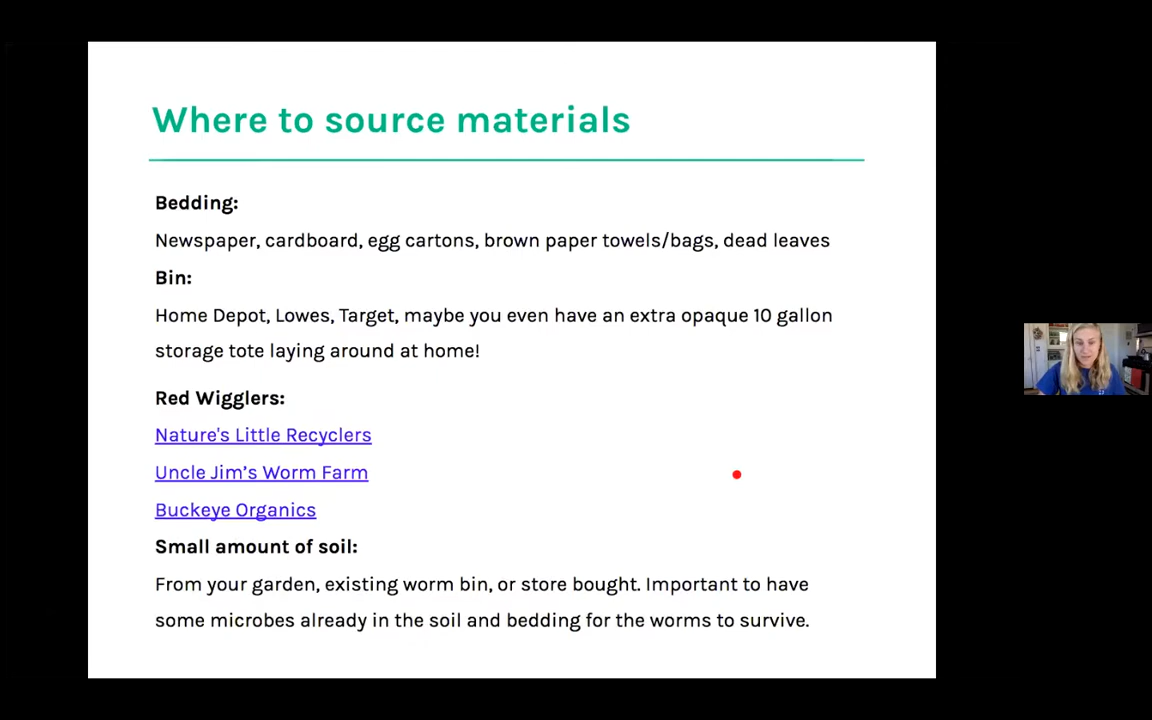 Where to source materials
Bedding:
Newspaper, cardboard, egg cartons, brown paper towels/bags, dead leaves
Bin:
Home Depot, Lowes, Target, maybe you even have an extra opaque 10 gallon
storage tote laying around at home!
Red Wigglers:
Nature's Little Recyclers
Uncle Jim’s Worm Farm
Buckeye Organics
Small amount of soil:
From your garden, existing worm bin, or store bought. Important to have
some microbes already in the soil and bedding for the worms to survive.